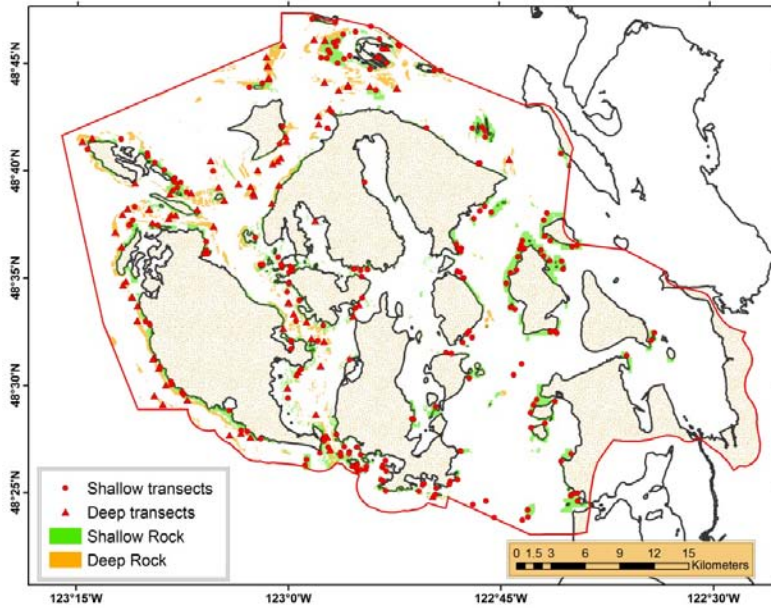 48°45'N
48°40'N
48°35'N
48°30'N
48°25'N
Shallow transects
Deep transects
Shallow Rock
Deep Rock
0 1.5 3 6 9 12 15
Kilometers
123°15'W 123°0'W 122°45'W 122°30'W